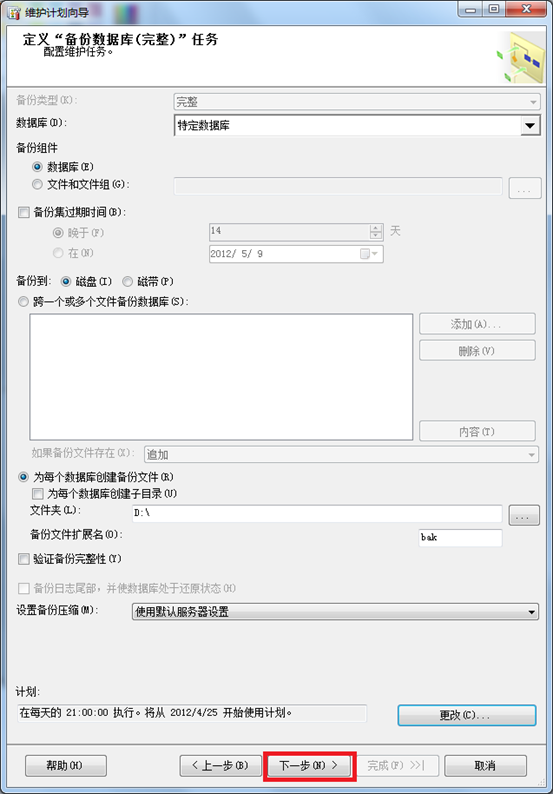 维护计划向导
定义“备份数据库(完整)”任务
配置维护任务。
备份类型(K): 完整
数据库(D): 特定数据库
备份组件
数据库(E)
文件和文件组(G): ...
备份集过期时间(B):
晚于(F) 14 天
在(N) 2012/ 5/ 9
备份到: 磁盘(I) 磁带(P)
跨一个或多个文件备份数据库(S):
添加(A)...
删除(V)
内容(T)
如果备份文件存在(X): 追加
为每个数据库创建备份文件(R)
为每个数据库创建子目录(U)
文件夹(L): D:\ ...
备份文件扩展名(O): bak
验证备份完整性(Y)
备份日志尾部，并使数据库处于还原状态(H)
设置备份压缩(M): 使用默认服务器设置
计划:
在每天的 21:00:00 执行。将从 2012/4/25 开始使用计划。 更改(C)...
帮助(H) < 上一步(B) 下一步(N) > 完成(F) >>| 取消